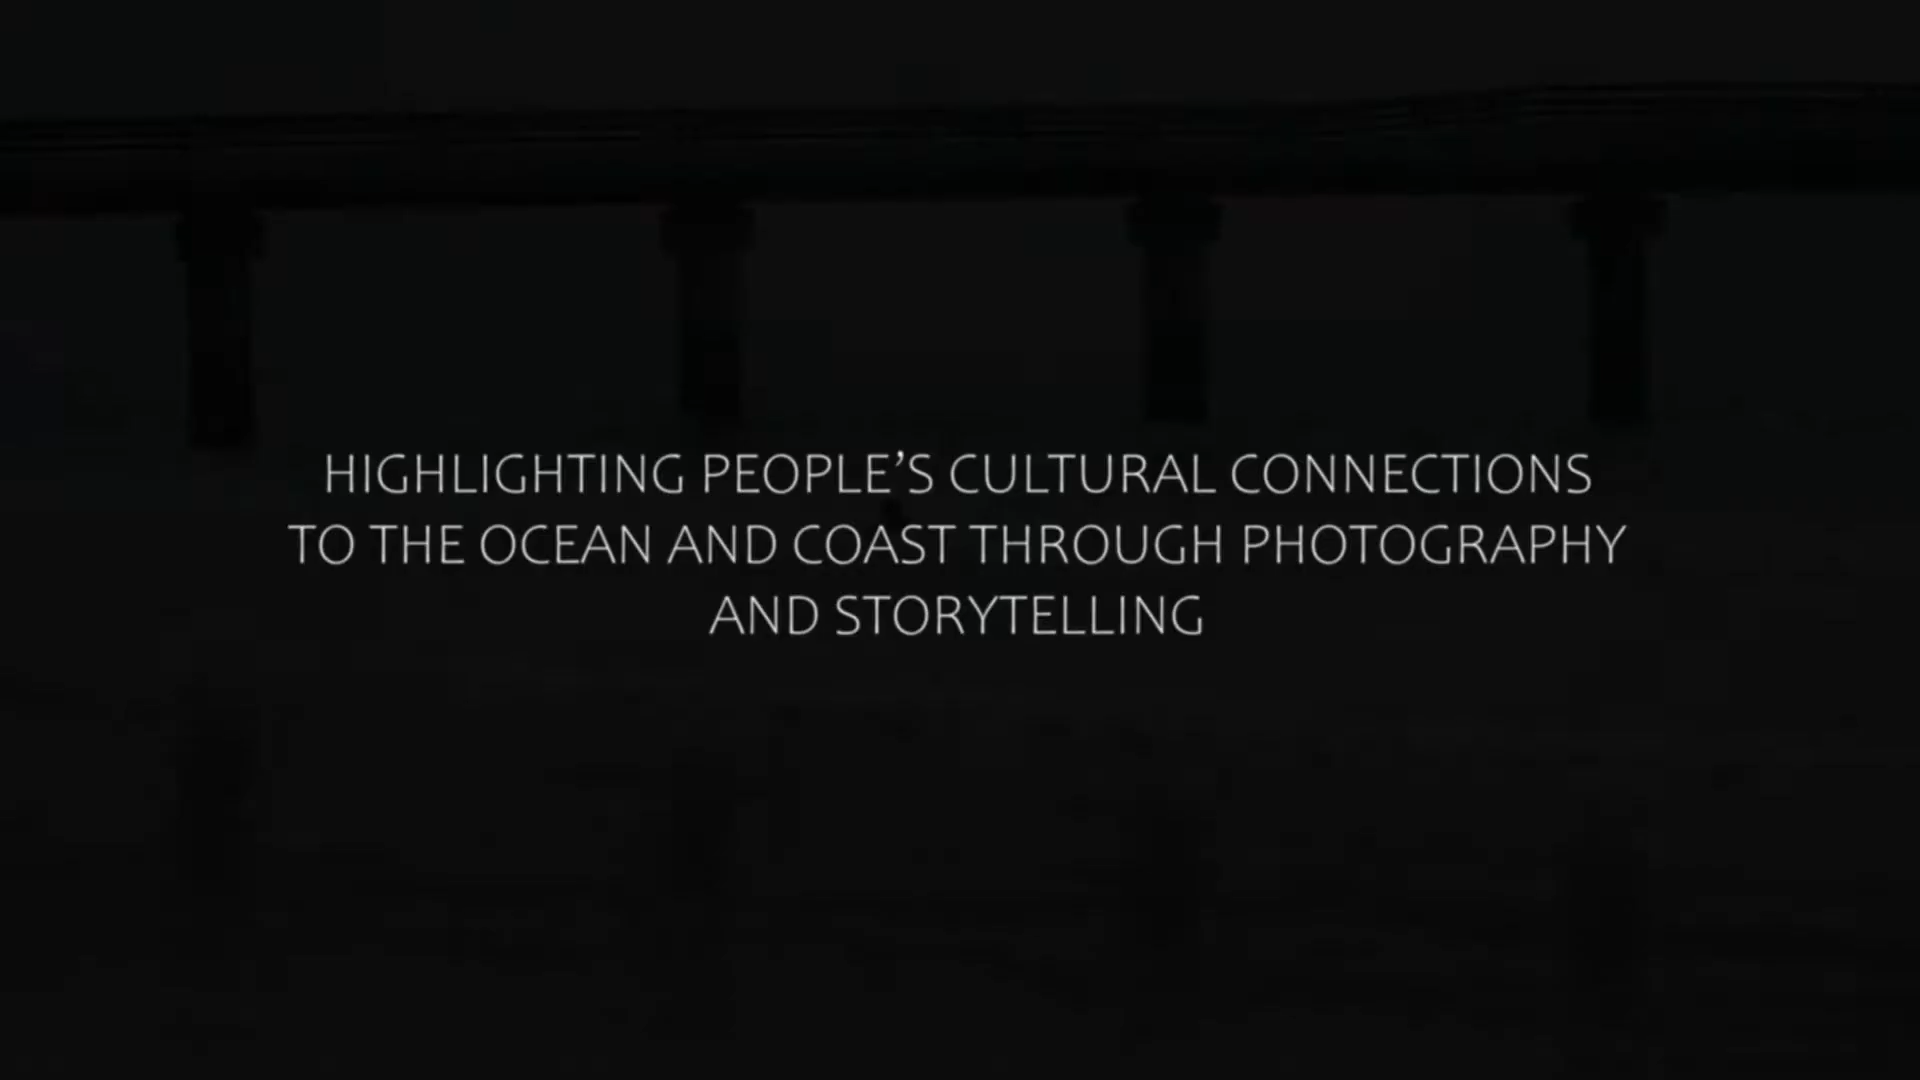 HIGHLIGHTING PEOPLE’S CULTURAL CONNECTIONS
TO THE OCEAN AND COAST THROUGH PHOTOGRAPHY
AND STORYTELLING